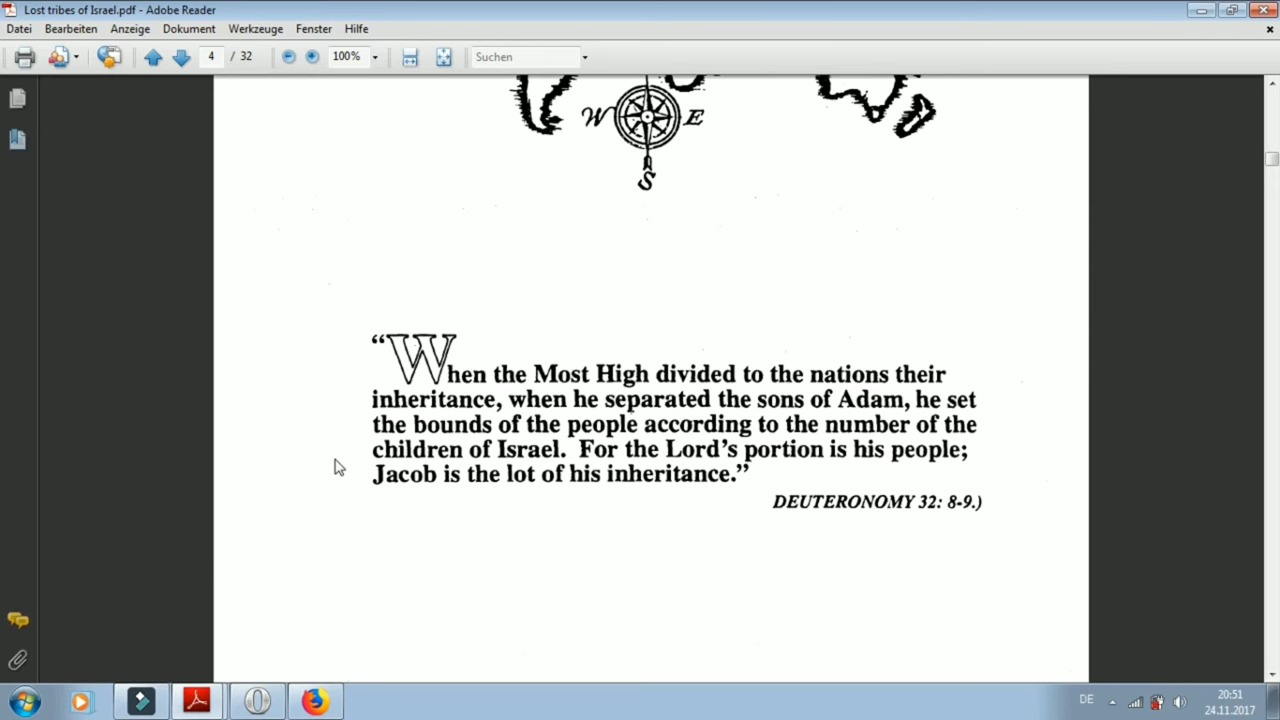 Lost tribes of Israel.pdf - Adobe Reader
Datei Bearbeiten Anzeige Dokument Werkzeuge Fenster Hilfe
4 / 32 100% Suchen
W E
S
“When the Most High divided to the nations their
inheritance, when he separated the sons of Adam, he set
the bounds of the people according to the number of the
children of Israel. For the Lord’s portion is his people;
Jacob is the lot of his inheritance.”
DEUTERONOMY 32: 8-9.)
DE
20:51
24.11.2017